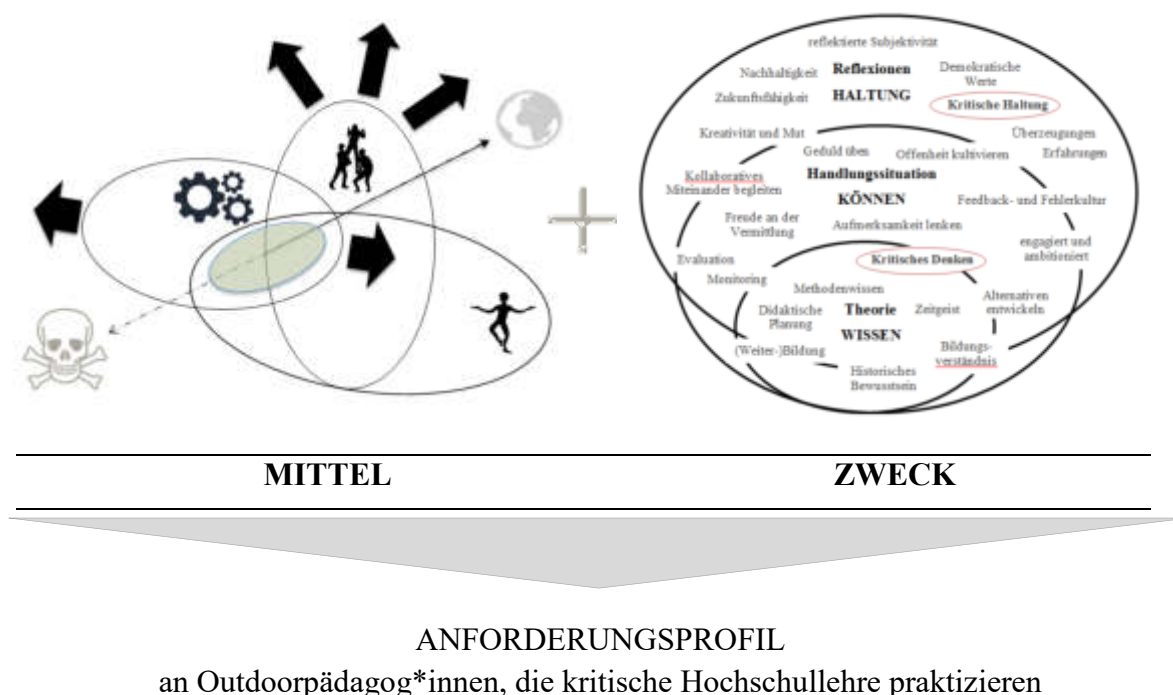 reflektierte Subjektivität
Nachhaltigkeit
Reflexionen
Demokratische
Werte
Zukunftsfähigkeit
HALTUNG
Kritische Haltung
Kreativität und Mut
Überzeugungen
Geduld üben
Offenheit kultivieren
Erfahrungen
Kollaboratives
Miteinander begleiten
Handlungssituation
KÖNNEN
Feedback- und Fehlerkultur
Freude an der
Vermittlung
Aufmerksamkeit lenken
engagiert und
ambitioniert
Evaluation
Kritisches Denken
Monitoring
Methodenwissen
Alternativen
entwickeln
Didaktische
Planung
Theorie
Zeitgeist
WISSEN
(Weiter-)Bildung
Bildungs-
verständnis
Historisches
Bewusstsein
MITTEL
ZWECK
ANFORDERUNGSPROFIL
an Outdoorpädagog*innen, die kritische Hochschullehre praktizieren